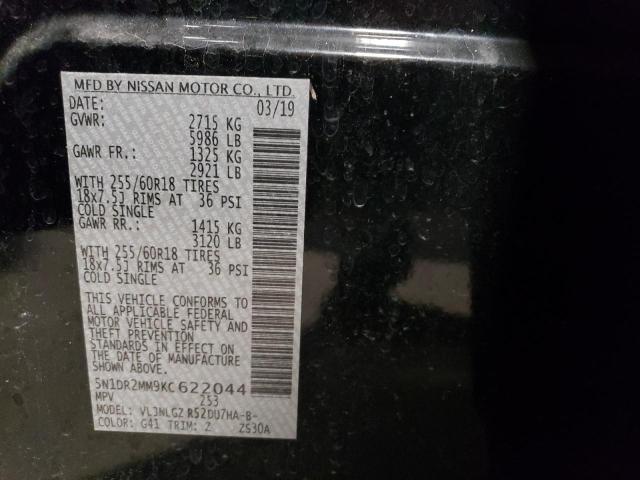 MFD BY NISSAN MOTOR CO., LTD.
DATE: 03/19
GVWR: 2715 KG
5986 LB
GAWR FR.: 1325 KG
2921 LB
WITH 255/60R18 TIRES
18x7.5J RIMS AT 36 PSI
COLD SINGLE
GAWR RR.: 1415 KG
3120 LB
WITH 255/60R18 TIRES
18x7.5J RIMS AT 36 PSI
COLD SINGLE
THIS VEHICLE CONFORMS TO
ALL APPLICABLE FEDERAL
MOTOR VEHICLE SAFETY AND
THEFT PREVENTION
STANDARDS IN EFFECT ON
THE DATE OF MANUFACTURE
SHOWN ABOVE.
5N1DR2MM9KC622044
MPV 253
MODEL: VLJNLGZ R52DU7HA-B-
COLOR: G41 TRIM: Z ZS30A